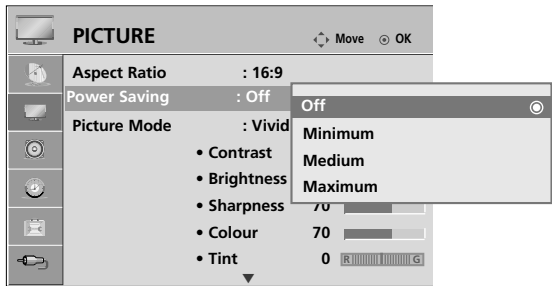 PICTURE Move OK
Aspect Ratio : 16:9
Power Saving : Off
Picture Mode : Vivid
• Contrast
• Brightness
• Sharpness 70
• Colour 70
• Tint 0 R G
Off
Minimum
Medium
Maximum